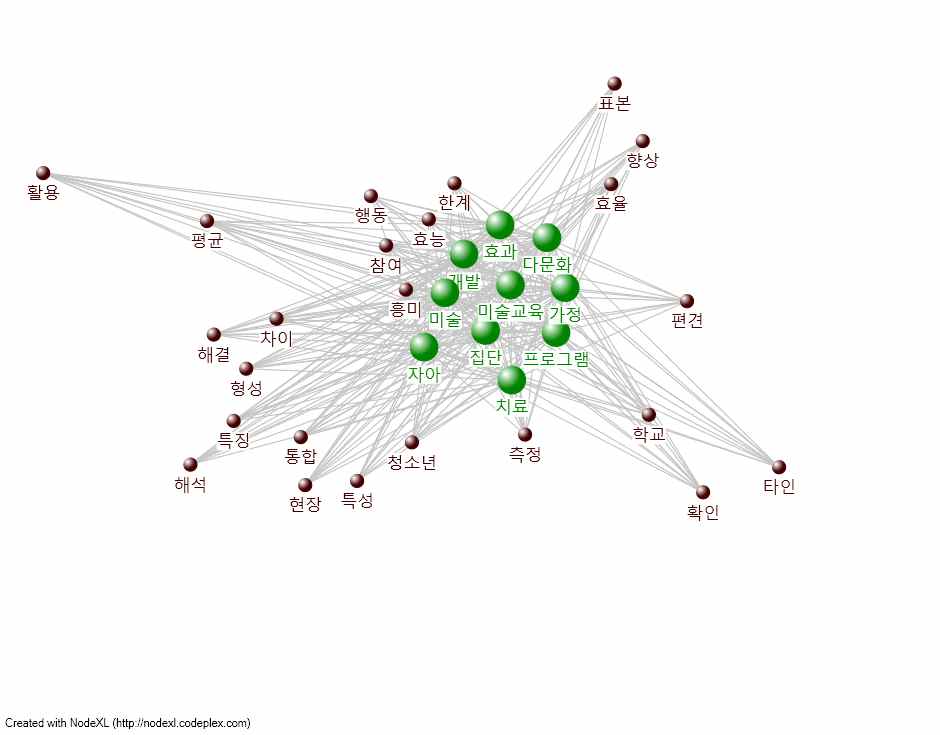 표본
향상
활용
한계
효율
행동
평균
효능
효과
다문화
참여
개발
흥미
미술
미술교육
가정
편견
차이
해결
집단
프로그램
자아
형성
치료
특징
학교
통합
청소년
측정
해석
타인
현장
특성
확인
Created with NodeXL (http://nodexl.codeplex.com)